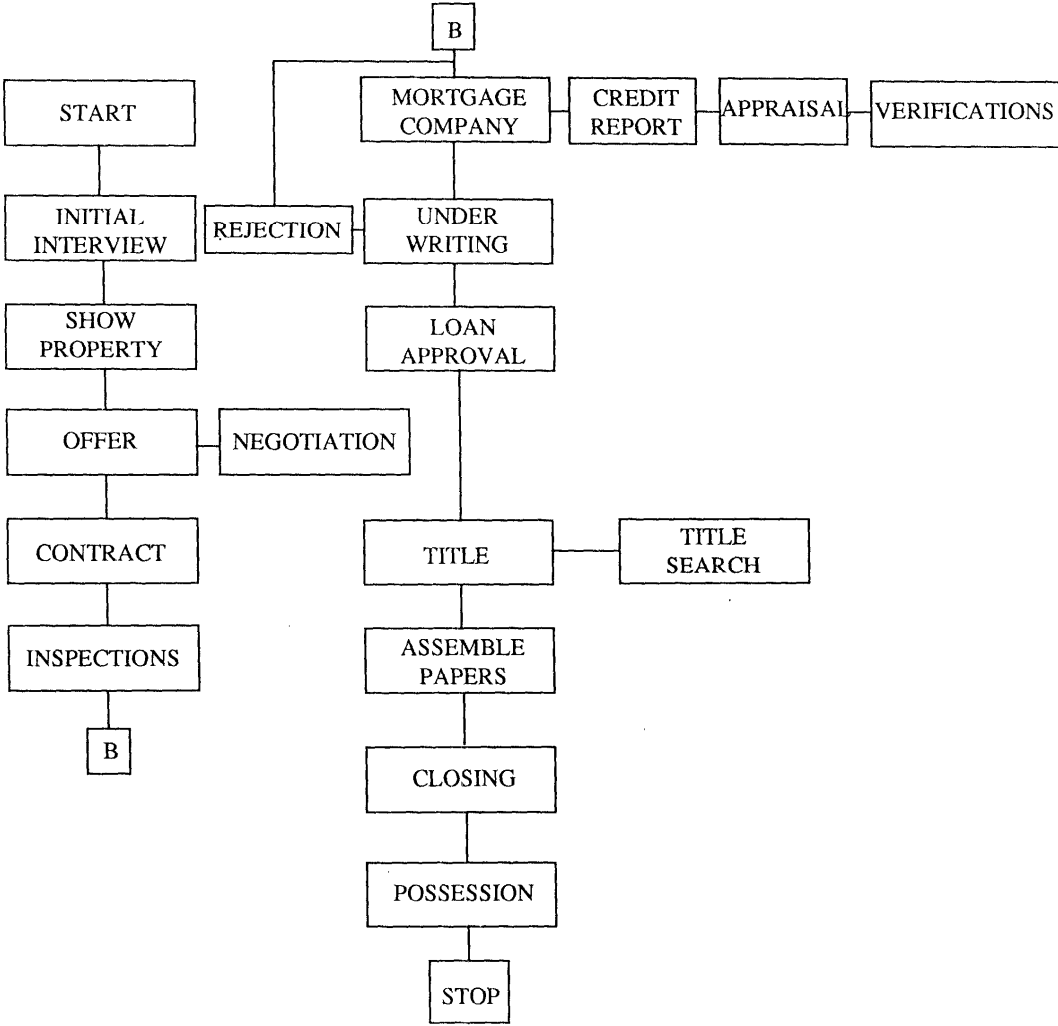 START
INITIAL
INTERVIEW
SHOW
PROPERTY
OFFER
NEGOTIATION
CONTRACT
INSPECTIONS
B
B
MORTGAGE
COMPANY
CREDIT
REPORT
APPRAISAL
VERIFICATIONS
REJECTION
UNDER
WRITING
LOAN
APPROVAL
TITLE
TITLE
SEARCH
ASSEMBLE
PAPERS
CLOSING
POSSESSION
STOP